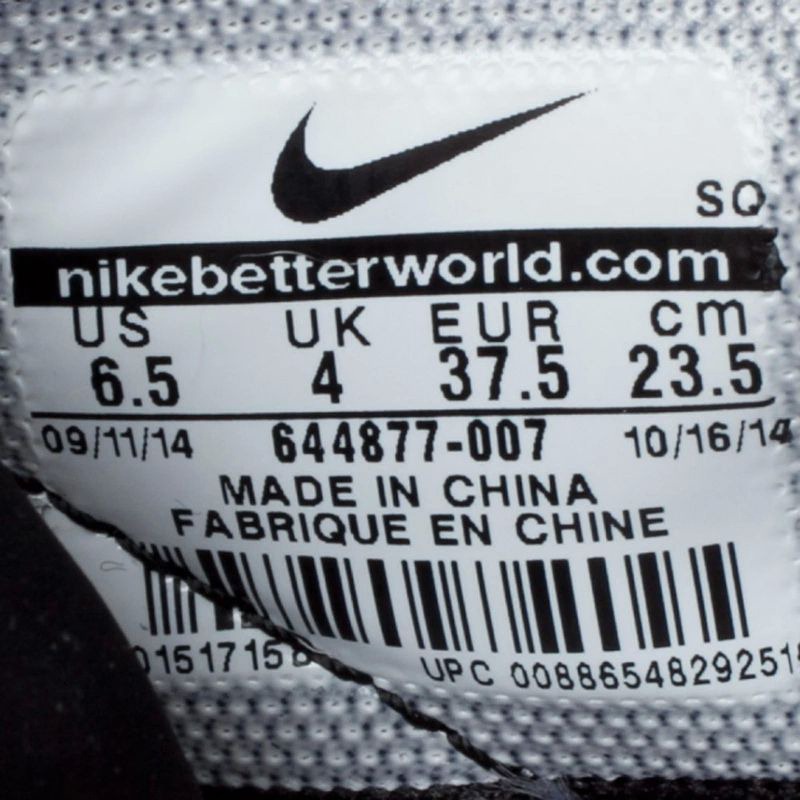 SQ
nikebetterworld.com
US UK EUR cm
6.5 4 37.5 23.5
09/11/14 644877-007 10/16/14
MADE IN CHINA
FABRIQUE EN CHINE
UPC 00886548292518